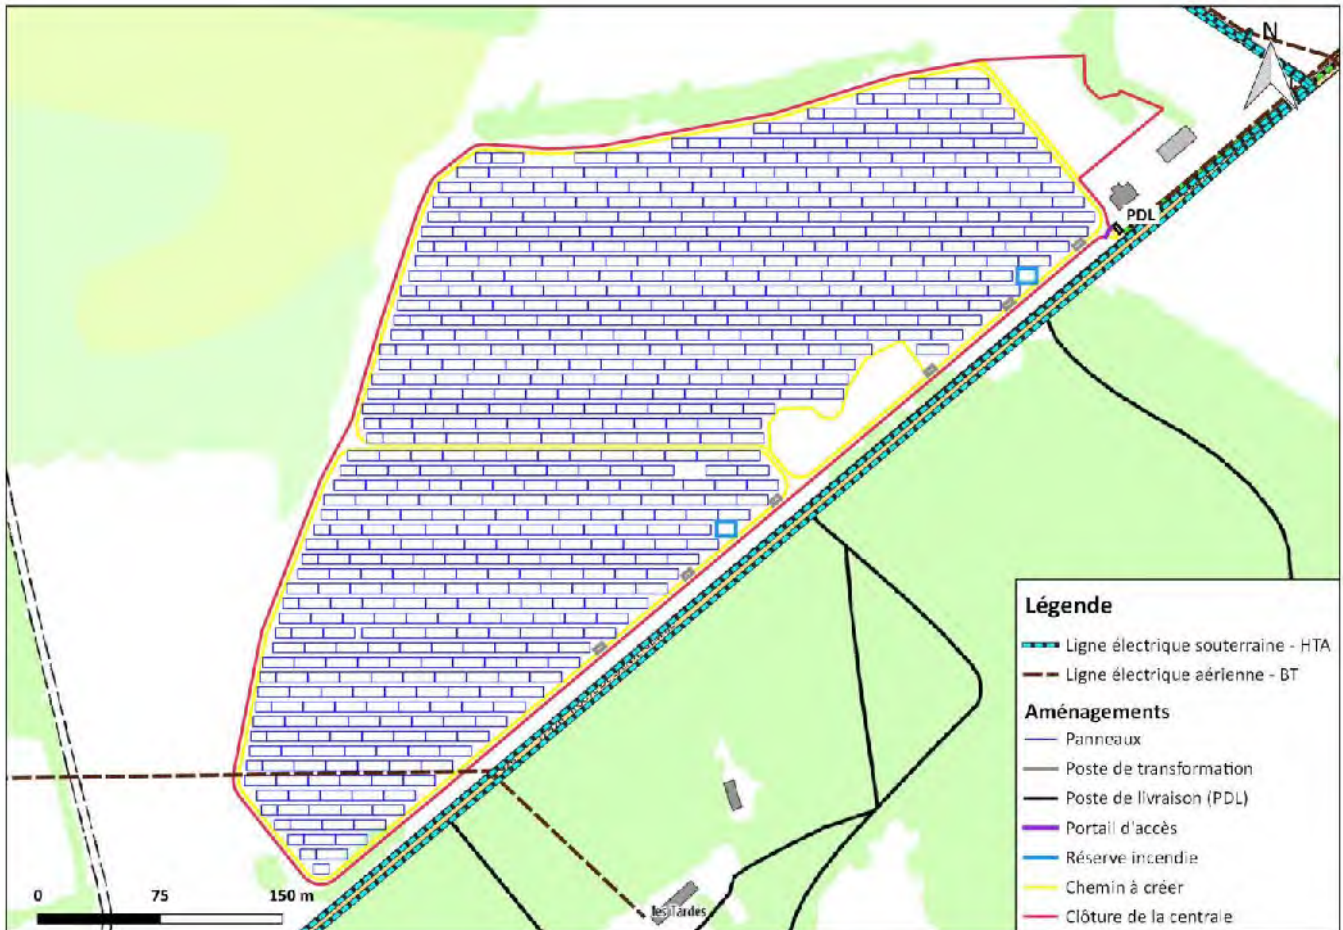 N
PDL
Légende
Ligne électrique souterraine - HTA
Ligne électrique aérienne - BT
Aménagements
Panneaux
Poste de transformation
Poste de livraison (PDL)
Portail d'accès
Réserve incendie
Chemin à créer
Clôture de la centrale
0 75 150 m
les Tardes